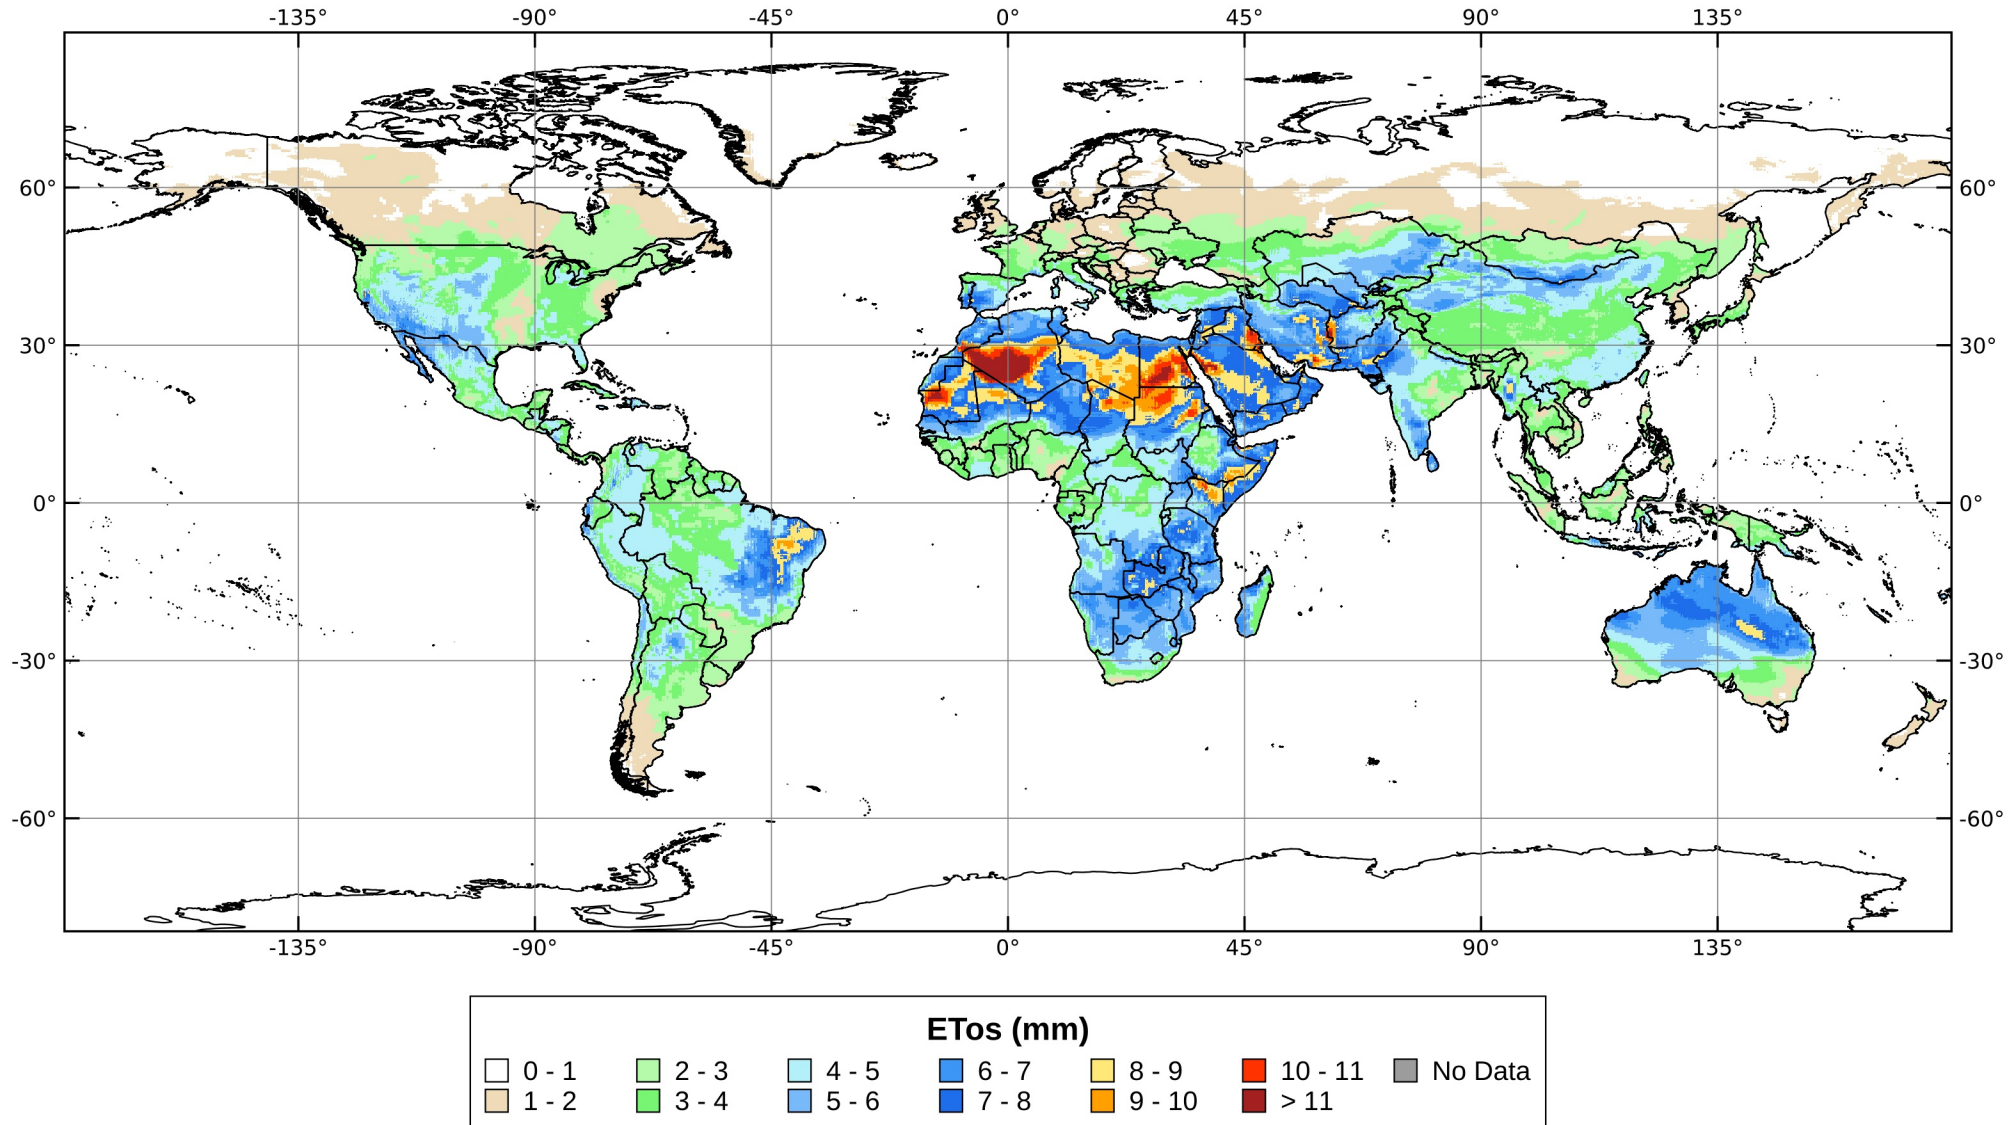 -135° -90° -45° 0° 45° 90° 135°
60° 60°
30° 30°
0° 0°
-30° -30°
-60° -60°
-135° -90° -45° 0° 45° 90° 135°
ETos (mm)
0 - 1 2 - 3 4 - 5 6 - 7 8 - 9 10 - 11 No Data
1 - 2 3 - 4 5 - 6 7 - 8 9 - 10 > 11